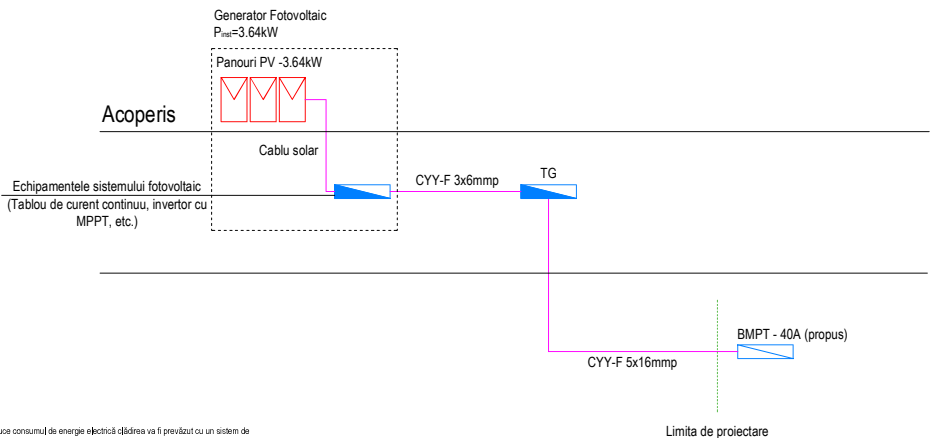 Generator Fotovoltaic
Pinst=3.64kW
Panouri PV -3.64kW
Acoperis
Cablu solar
Echipamentele sistemului fotovoltaic
(Tablou de curent continuu, invertor cu
MPPT, etc.)
CYY-F 3x6mmp
TG
BMPT - 40A (propus)
CYY-F 5x16mmp
uce consumul de energie electrică clădirea va fi prevăzut cu un sistem de
Limita de proiectare